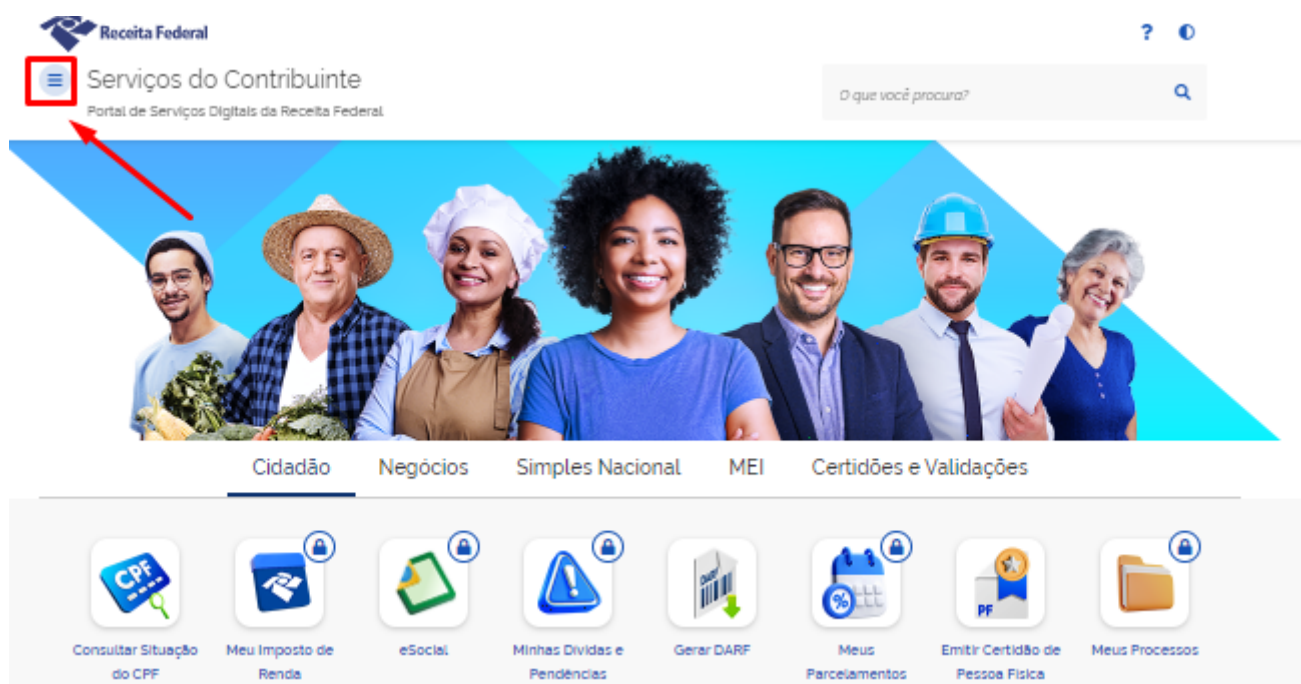 Receita Federal
?
Serviços do Contribuinte
Portal de Serviços Digitais da Receita Federal
O que você procura?
Cidadão Negócios Simples Nacional MEI Certidões e Validações
CPF
DARF
%
PF
Consultar Situação do CPF
Meu Imposto de Renda
eSocial
Minhas Dívidas e Pendências
Gerar DARF
Meus Parcelamentos
Emitir Certidão de Pessoa Física
Meus Processos